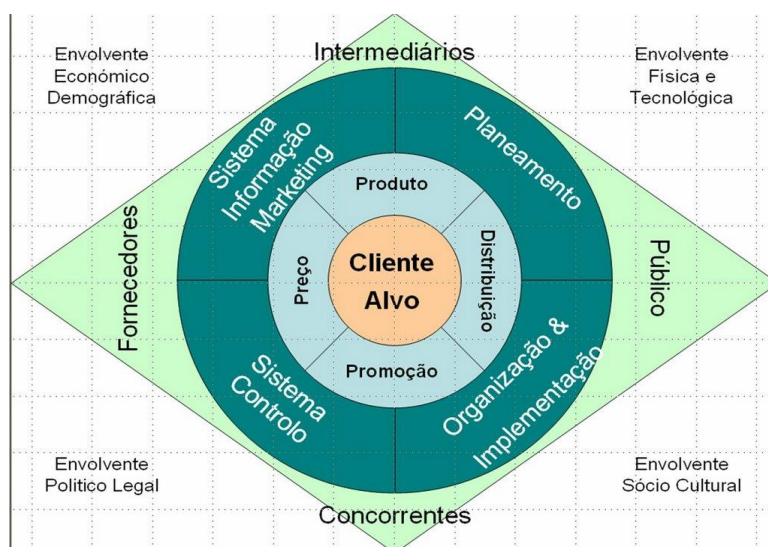 Envolvente
Económico
Demográfica
Intermediários
Envolvente
Fisica e
Tecnológica
Sistema
Informação
Marketing
Planeamento
Produto
Fornecedores
Preço
Cliente
Alvo
Distribuição
Público
Promoção
Sistema
Controlo
Organização &
Implementação
Envolvente
Politico Legal
Concorrentes
Envolvente
Sócio Cultural